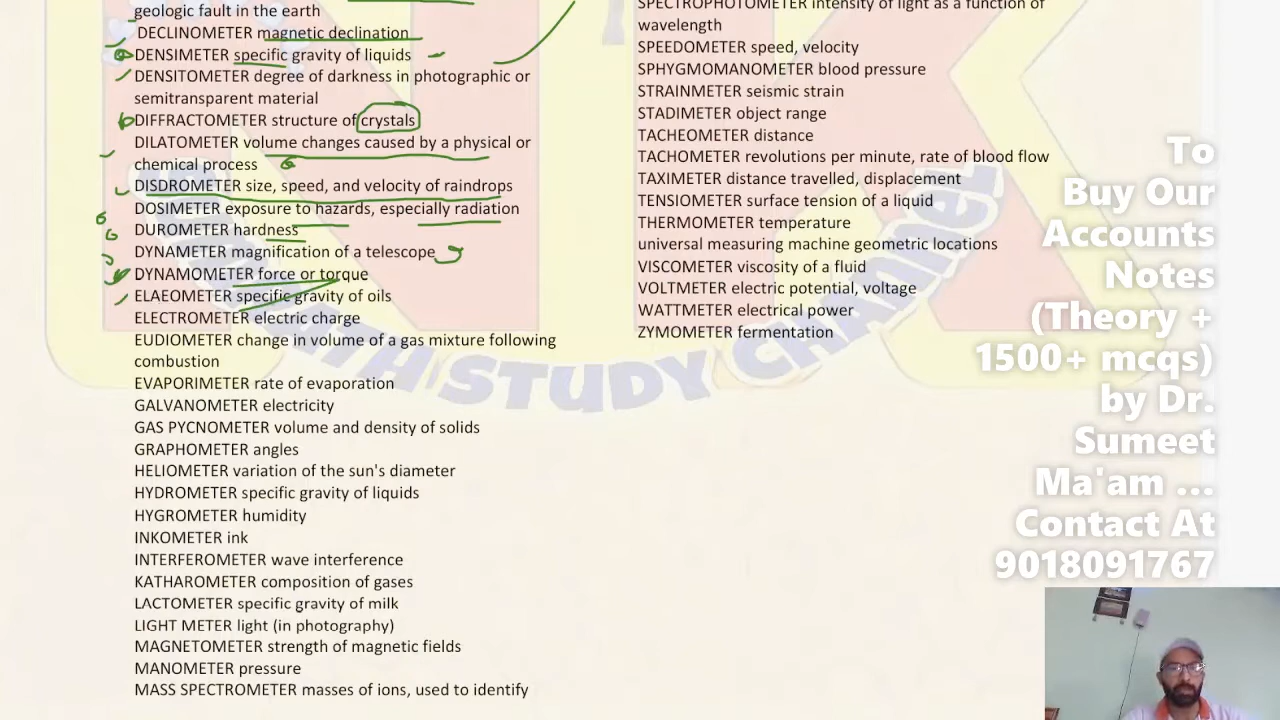 geologic fault in the earth
DECLINOMETER magnetic declination
DENSIMETER specific gravity of liquids
DENSITOMETER degree of darkness in photographic or
semitransparent material
DIFFRACTOMETER structure of crystals
DILATOMETER volume changes caused by a physical or
chemical process
DISDROMETER size, speed, and velocity of raindrops
DOSIMETER exposure to hazards, especially radiation
DUROMETER hardness
DYNAMETER magnification of a telescope
DYNAMOMETER force or torque
ELAEOMETER specific gravity of oils
ELECTROMETER electric charge
EUDIOMETER change in volume of a gas mixture following
combustion
EVAPORIMETER rate of evaporation
GALVANOMETER electricity
GAS PYCNOMETER volume and density of solids
GRAPHOMETER angles
HELIOMETER variation of the sun's diameter
HYDROMETER specific gravity of liquids
HYGROMETER humidity
INKOMETER ink
INTERFEROMETER wave interference
KATHAROMETER composition of gases
LACTOMETER specific gravity of milk
LIGHT METER light (in photography)
MAGNETOMETER strength of magnetic fields
MANOMETER pressure
MASS SPECTROMETER masses of ions, used to identify
SPECTROPHOTOMETER intensity of light as a function of
wavelength
SPEEDOMETER speed, velocity
SPHYGMOMANOMETER blood pressure
STRAINMETER seismic strain
STADIMETER object range
TACHEOMETER distance
TACHOMETER revolutions per minute, rate of blood flow
TAXIMETER distance travelled, displacement
TENSIOMETER surface tension of a liquid
THERMOMETER temperature
universal measuring machine geometric locations
VISCOMETER viscosity of a fluid
VOLTMETER electric potential, voltage
WATTMETER electrical power
ZYMOMETER fermentation
STUDY CHANNEL
To
Buy Our
Accounts
Notes
(Theory +
1500+ mcqs)
by Dr.
Sumeet
Ma'am ...
Contact At
9018091767